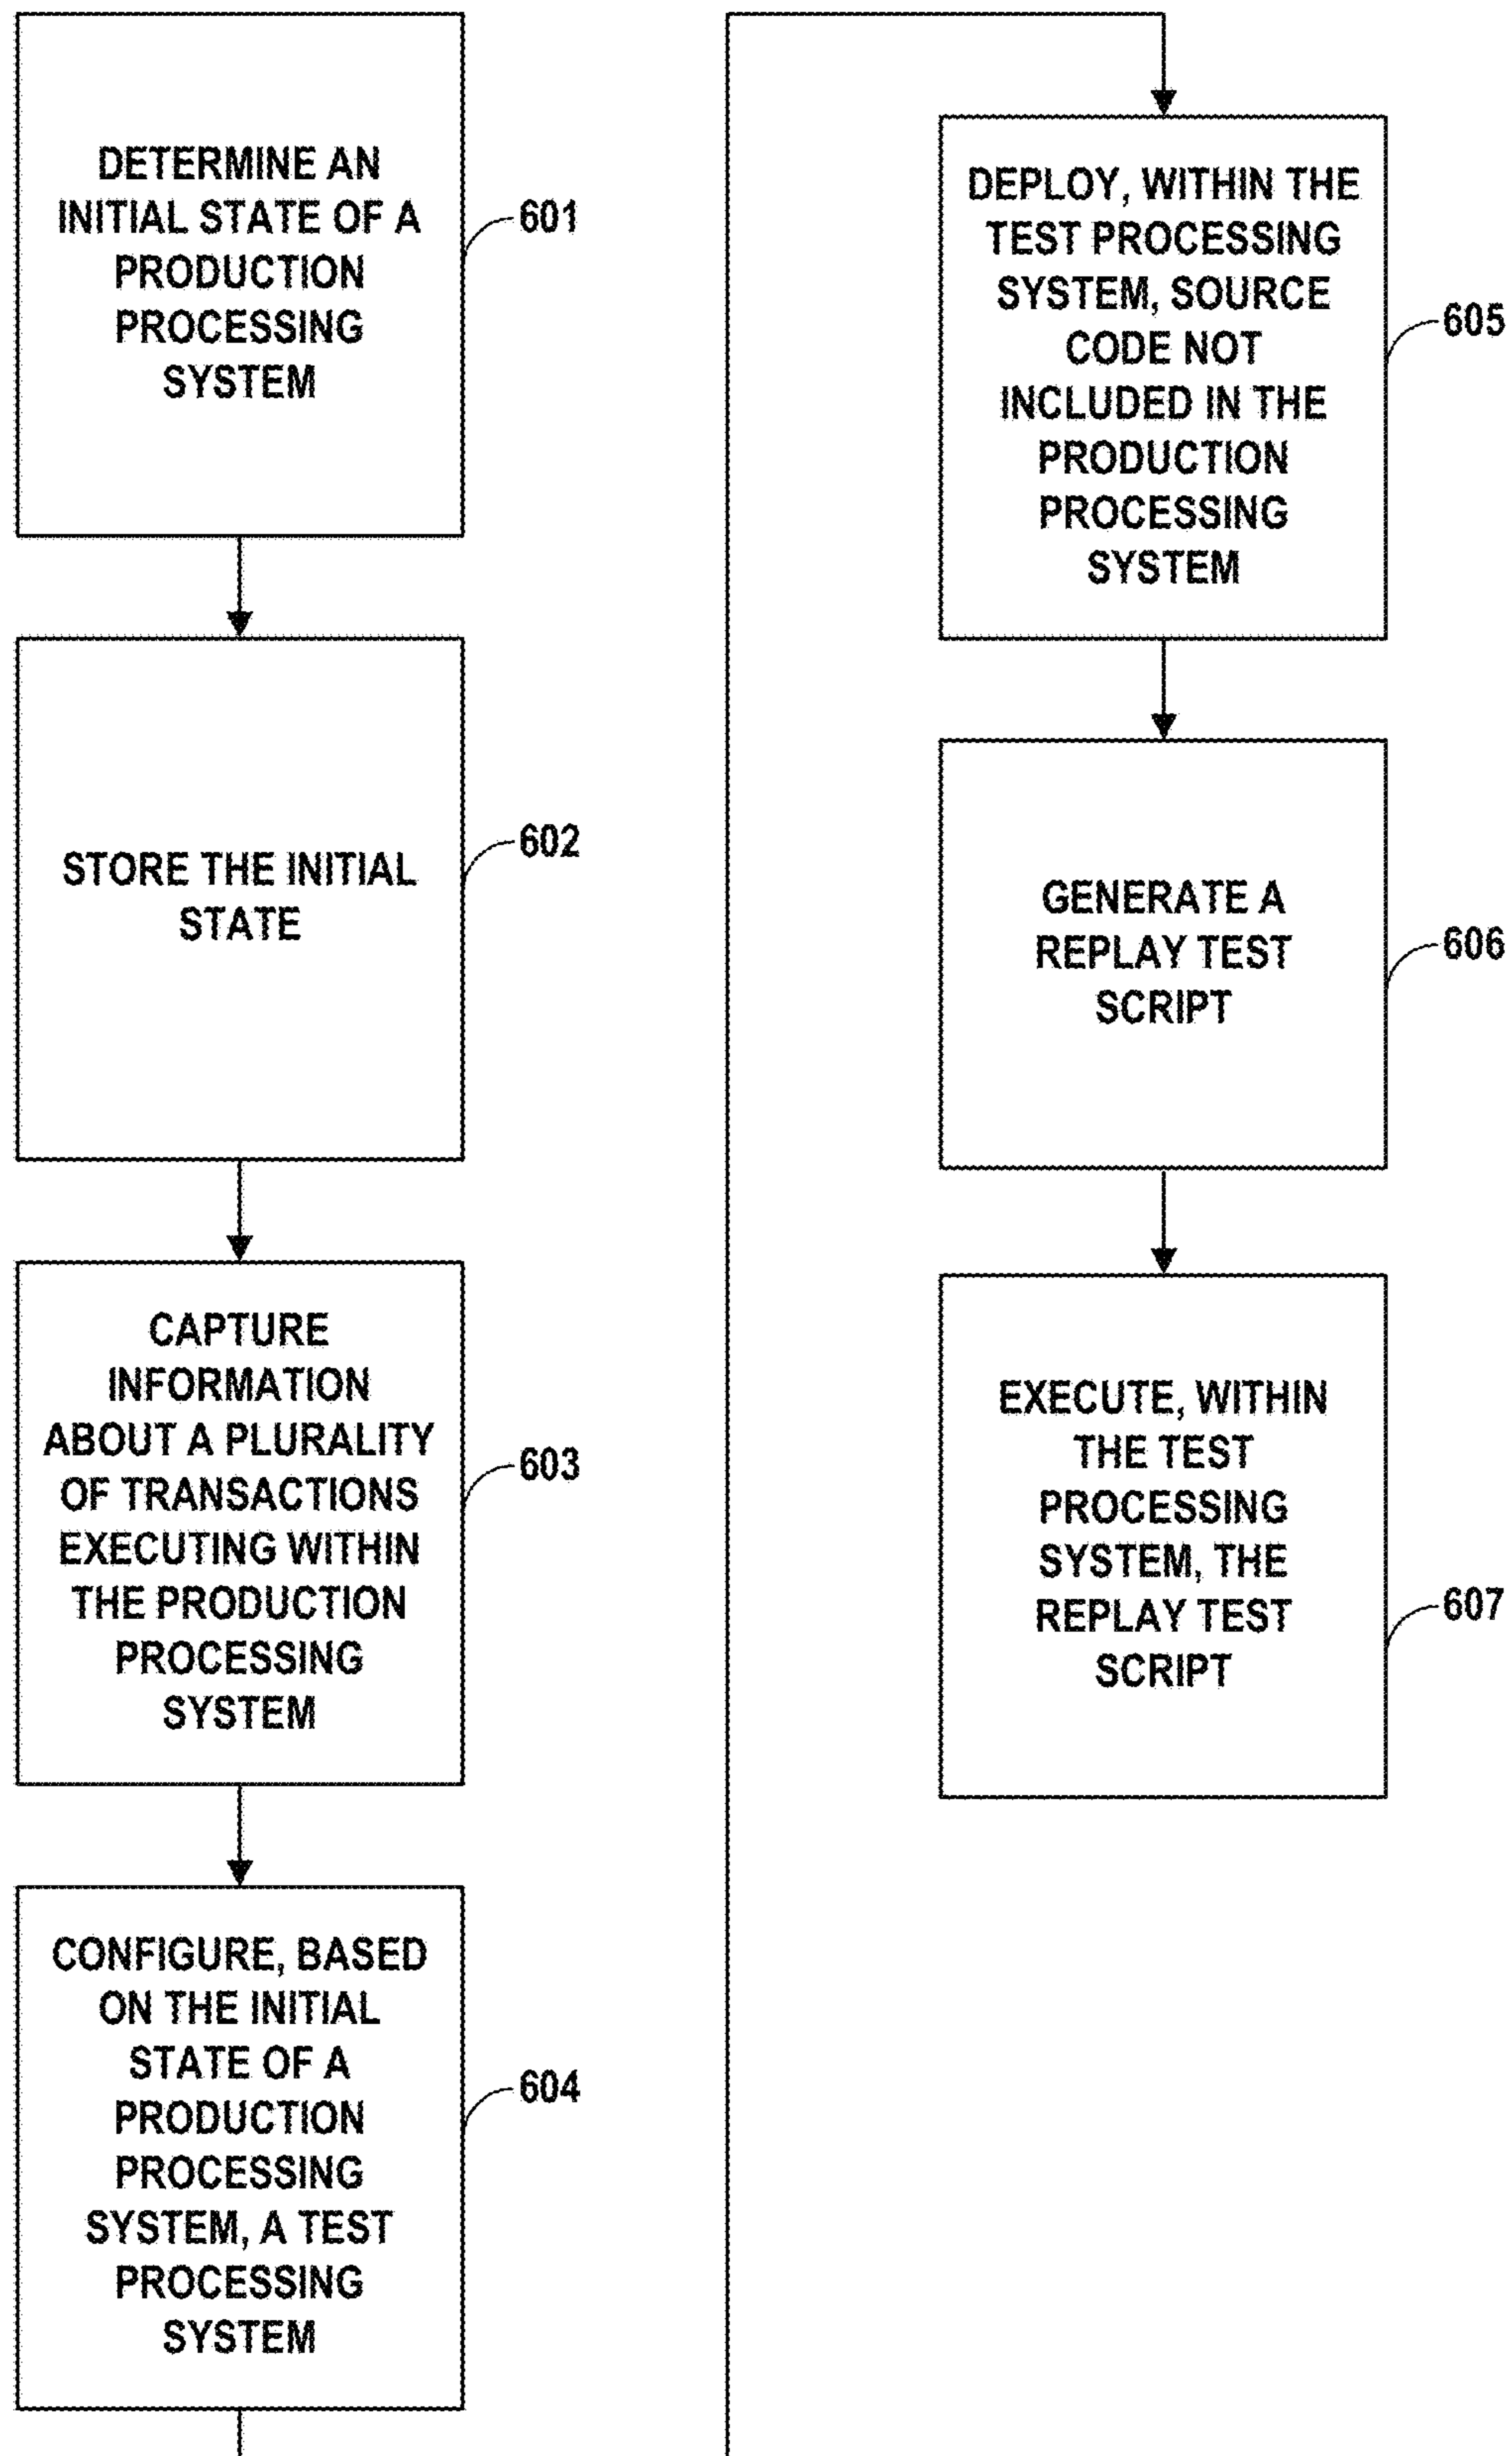 DETERMINE AN
INITIAL STATE OF A
PRODUCTION
PROCESSING
SYSTEM
601
STORE THE INITIAL
STATE
602
CAPTURE
INFORMATION
ABOUT A PLURALITY
OF TRANSACTIONS
EXECUTING WITHIN
THE PRODUCTION
PROCESSING
SYSTEM
603
CONFIGURE, BASED
ON THE INITIAL
STATE OF A
PRODUCTION
PROCESSING
SYSTEM, A TEST
PROCESSING
SYSTEM
604
DEPLOY, WITHIN THE
TEST PROCESSING
SYSTEM, SOURCE
CODE NOT
INCLUDED IN THE
PRODUCTION
PROCESSING
SYSTEM
605
GENERATE A
REPLAY TEST
SCRIPT
606
EXECUTE, WITHIN
THE TEST
PROCESSING
SYSTEM, THE
REPLAY TEST
SCRIPT
607